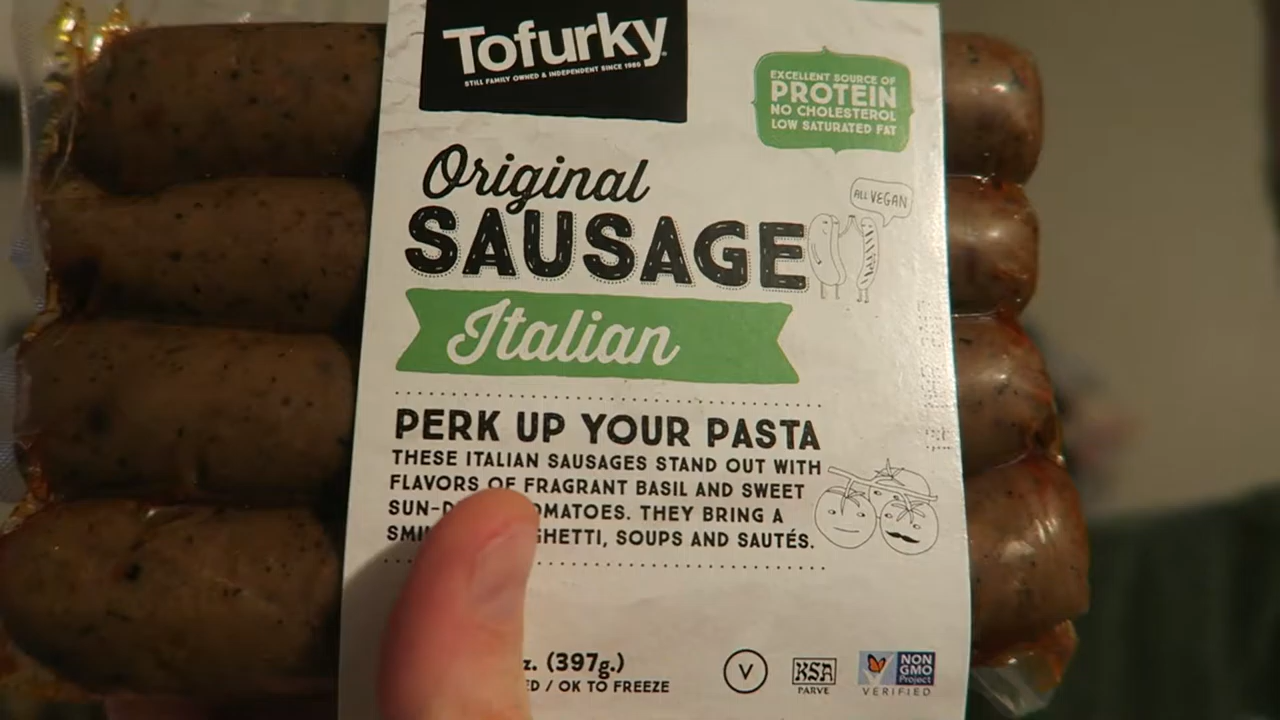 Tofurky
STILL FAMILY OWNED & INDEPENDENT SINCE 1980
EXCELLENT SOURCE OF
PROTEIN
NO CHOLESTEROL
LOW SATURATED FAT
Original
SAUSAGE
ALL VEGAN
Italian
PERK UP YOUR PASTA
THESE ITALIAN SAUSAGES STAND OUT WITH
FLAVORS OF FRAGRANT BASIL AND SWEET
SUN-D OMATOES. THEY BRING A
SMI GHETTI, SOUPS AND SAUTÉS.
z. (397g.)
ED / OK TO FREEZE
V
KSA
PARVE
NON
GMO
Project
VERIFIED